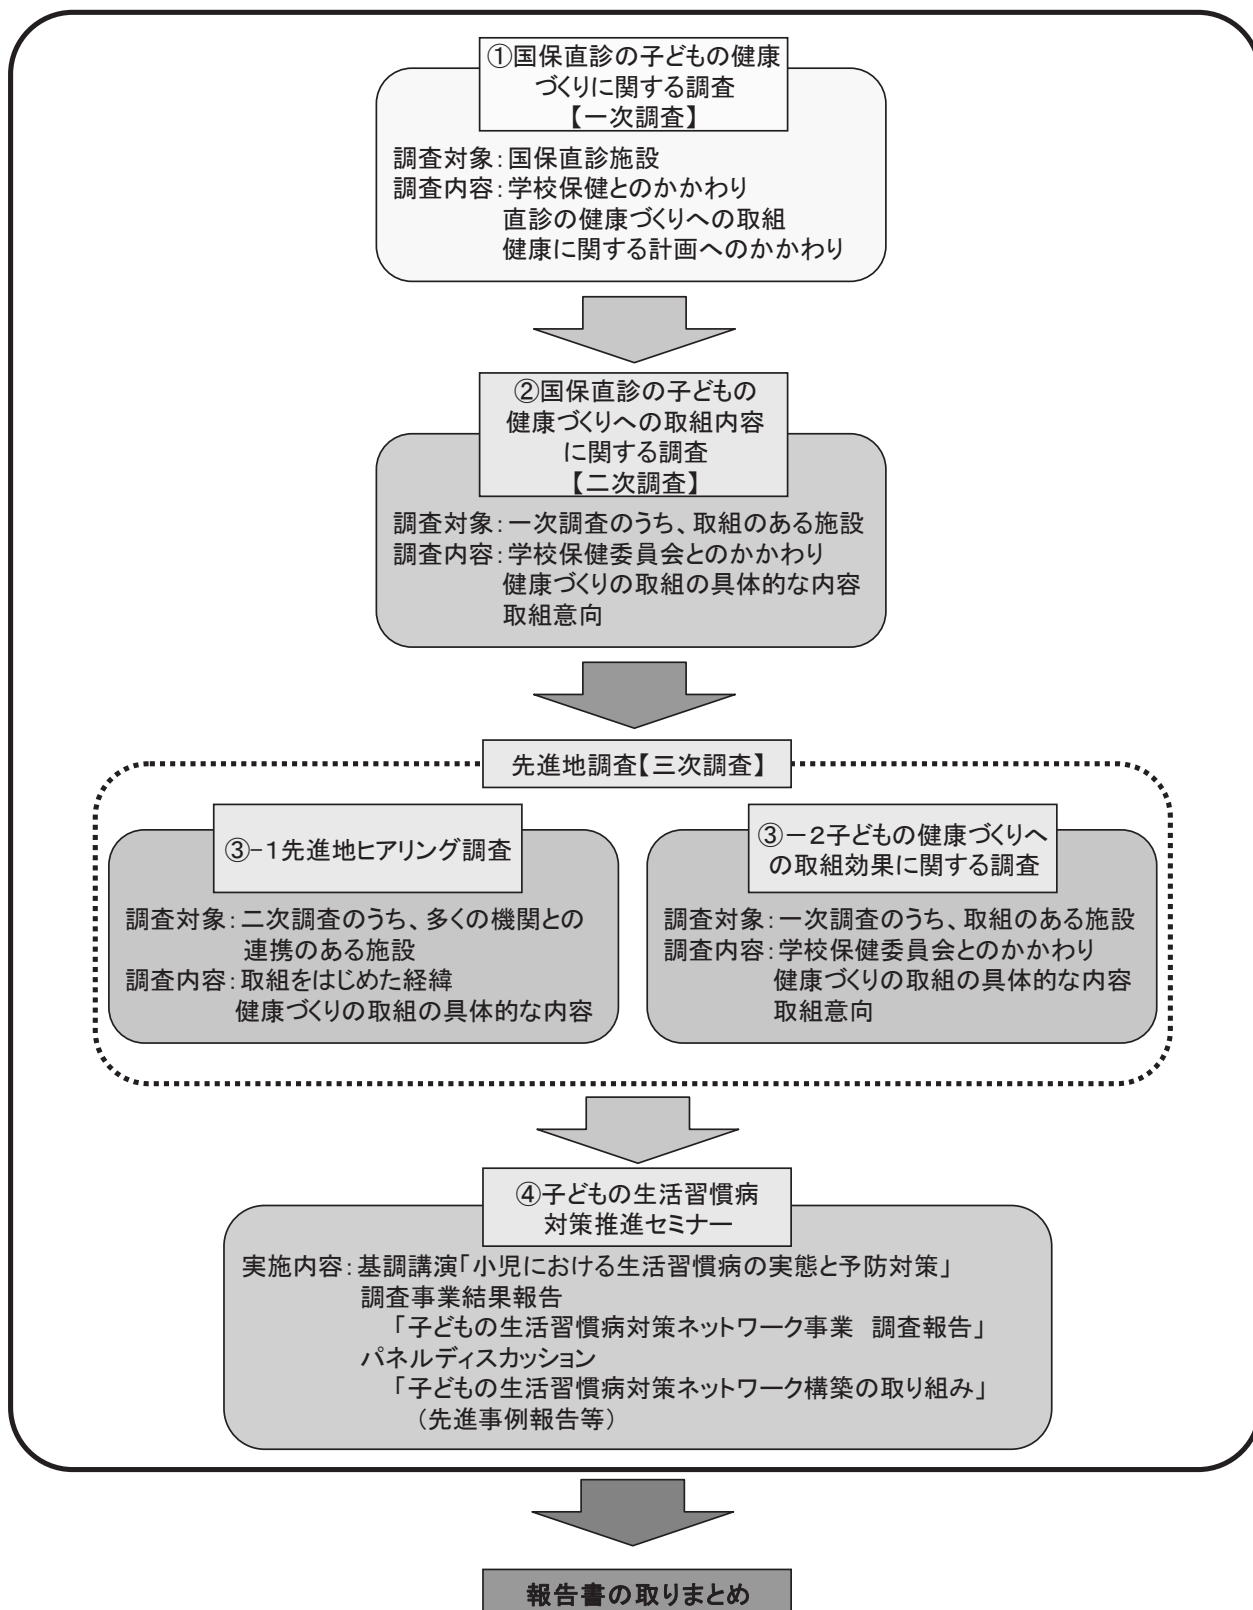 ①国保直診の子どもの健康
づくりに関する調査
【一次調査】
調査対象：国保直診施設
調査内容：学校保健とのかかわり
直診の健康づくりへの取組
健康に関する計画へのかかわり
②国保直診の子どもの
健康づくりへの取組内容
に関する調査
【二次調査】
調査対象：一次調査のうち、取組のある施設
調査内容：学校保健委員会とのかかわり
健康づくりの取組の具体的な内容
取組意向
先進地調査【三次調査】
③-1先進地ヒアリング調査
調査対象：二次調査のうち、多くの機関との
連携のある施設
調査内容：取組をはじめた経緯
健康づくりの取組の具体的な内容
③－2子どもの健康づくりへ
の取組効果に関する調査
調査対象：一次調査のうち、取組のある施設
調査内容：学校保健委員会とのかかわり
健康づくりの取組の具体的な内容
取組意向
④子どもの生活習慣病
対策推進セミナー
実施内容：基調講演「小児における生活習慣病の実態と予防対策」
調査事業結果報告
「子どもの生活習慣病対策ネットワーク事業　調査報告」
パネルディスカッション
「子どもの生活習慣病対策ネットワーク構築の取り組み」
（先進事例報告等）
報告書の取りまとめ